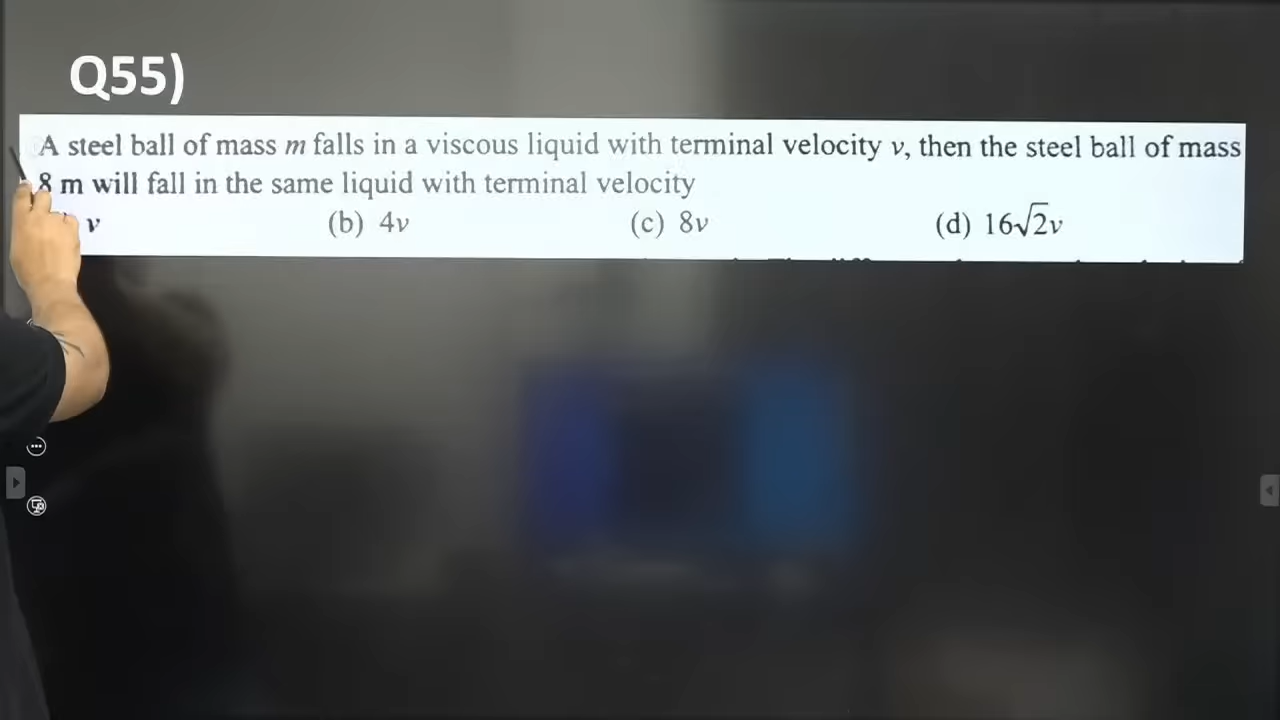 Q55)
A steel ball of mass m falls in a viscous liquid with terminal velocity v, then the steel ball of mass
8 m will fall in the same liquid with terminal velocity
v (b) 4v (c) 8v (d) 16√2v